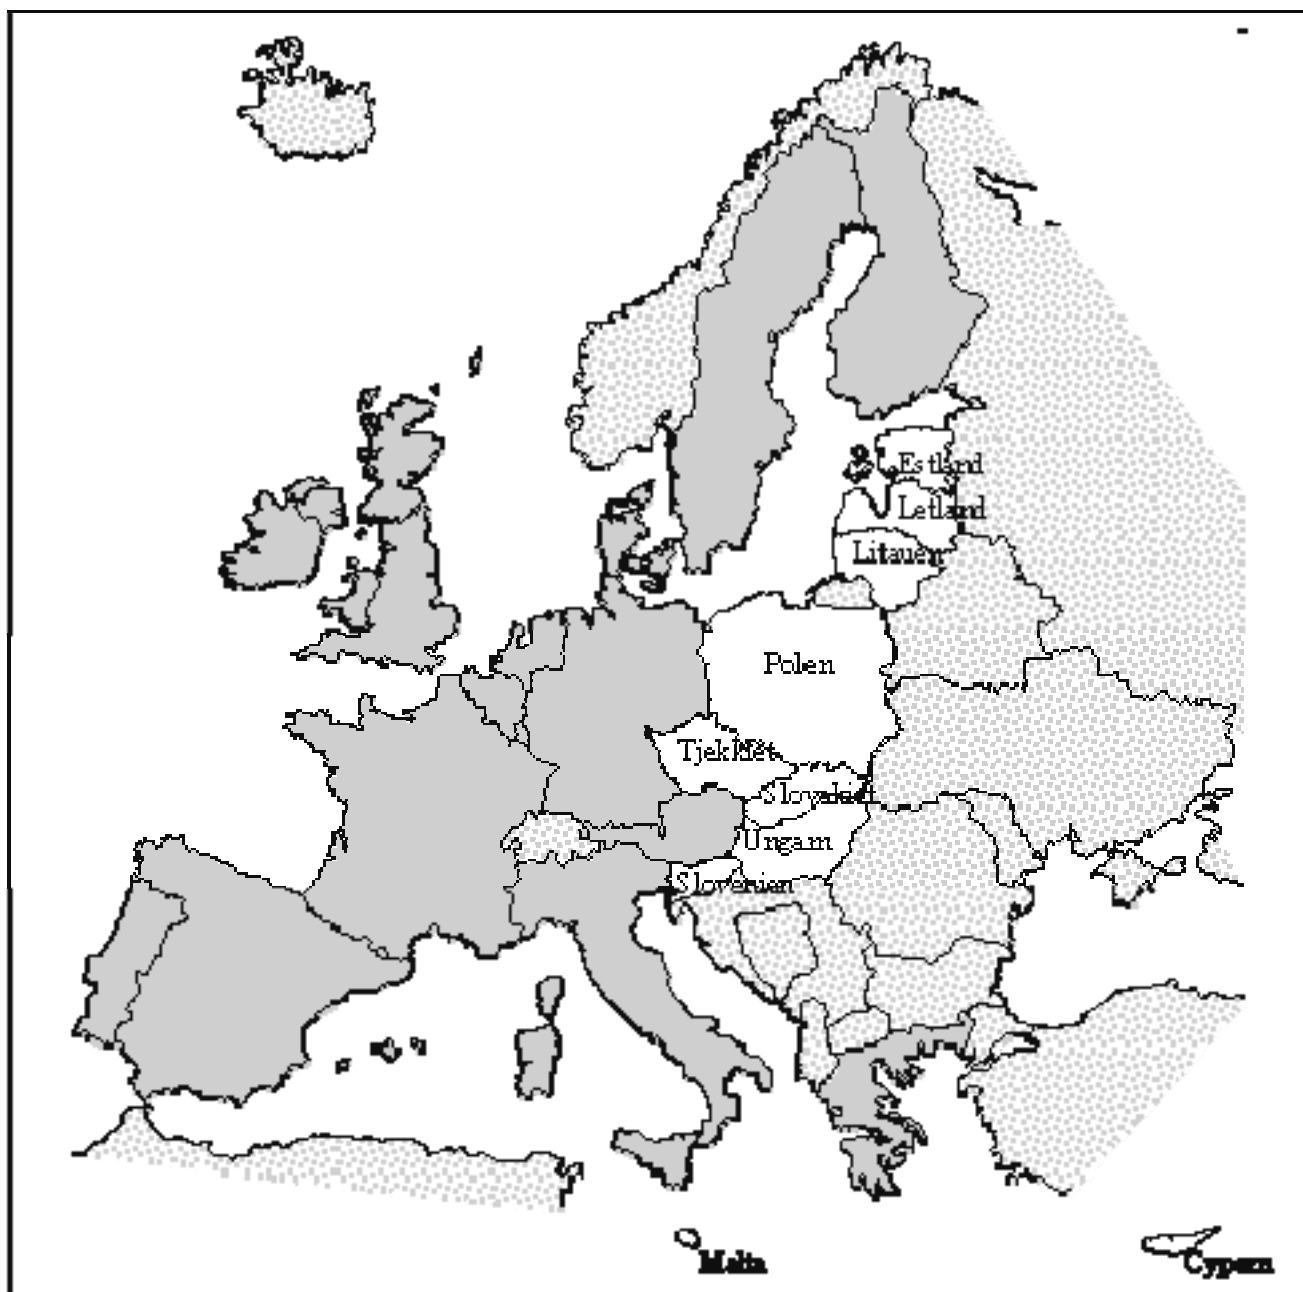 Estland
Letland
Litauen
Polen
Tjekkiet
Slovakiet
Ungarn
Slovenien
Malta
Cypern